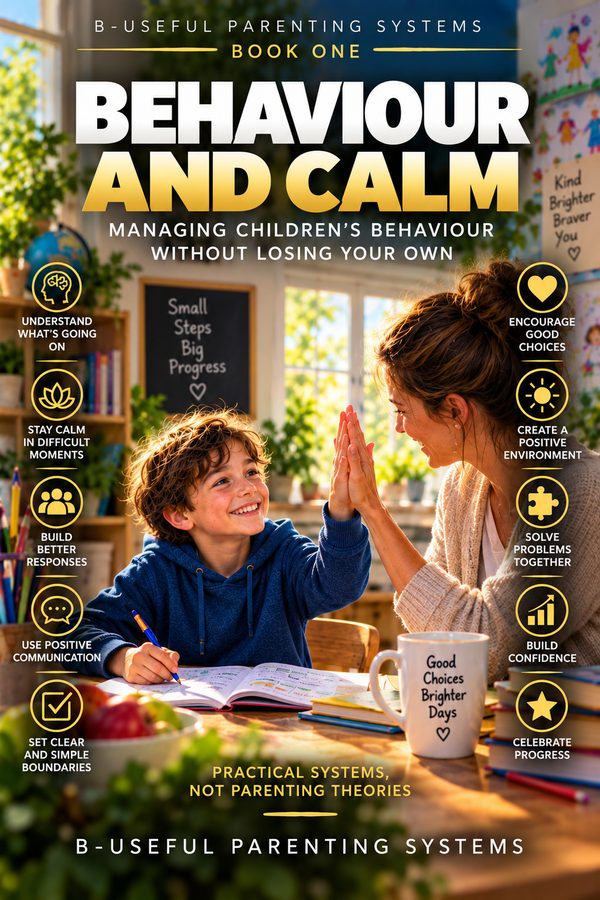 B-USEFUL PARENTING SYSTEMS
BOOK ONE
BEHAVIOUR
AND CALM
MANAGING CHILDREN'S BEHAVIOUR
WITHOUT LOSING YOUR OWN
Kind
Brighter
Braver
You
Small
Steps
Big
Progress
UNDERSTAND
WHAT'S GOING
ON
STAY CALM
IN DIFFICULT
MOMENTS
BUILD
BETTER
RESPONSES
USE POSITIVE
COMMUNICATION
SET CLEAR
AND SIMPLE
BOUNDARIES
ENCOURAGE
GOOD
CHOICES
CREATE A
POSITIVE
ENVIRONMENT
SOLVE
PROBLEMS
TOGETHER
BUILD
CONFIDENCE
CELEBRATE
PROGRESS
Good
Choices
Brighter
Days
PRACTICAL SYSTEMS,
NOT PARENTING THEORIES
B-USEFUL PARENTING SYSTEMS